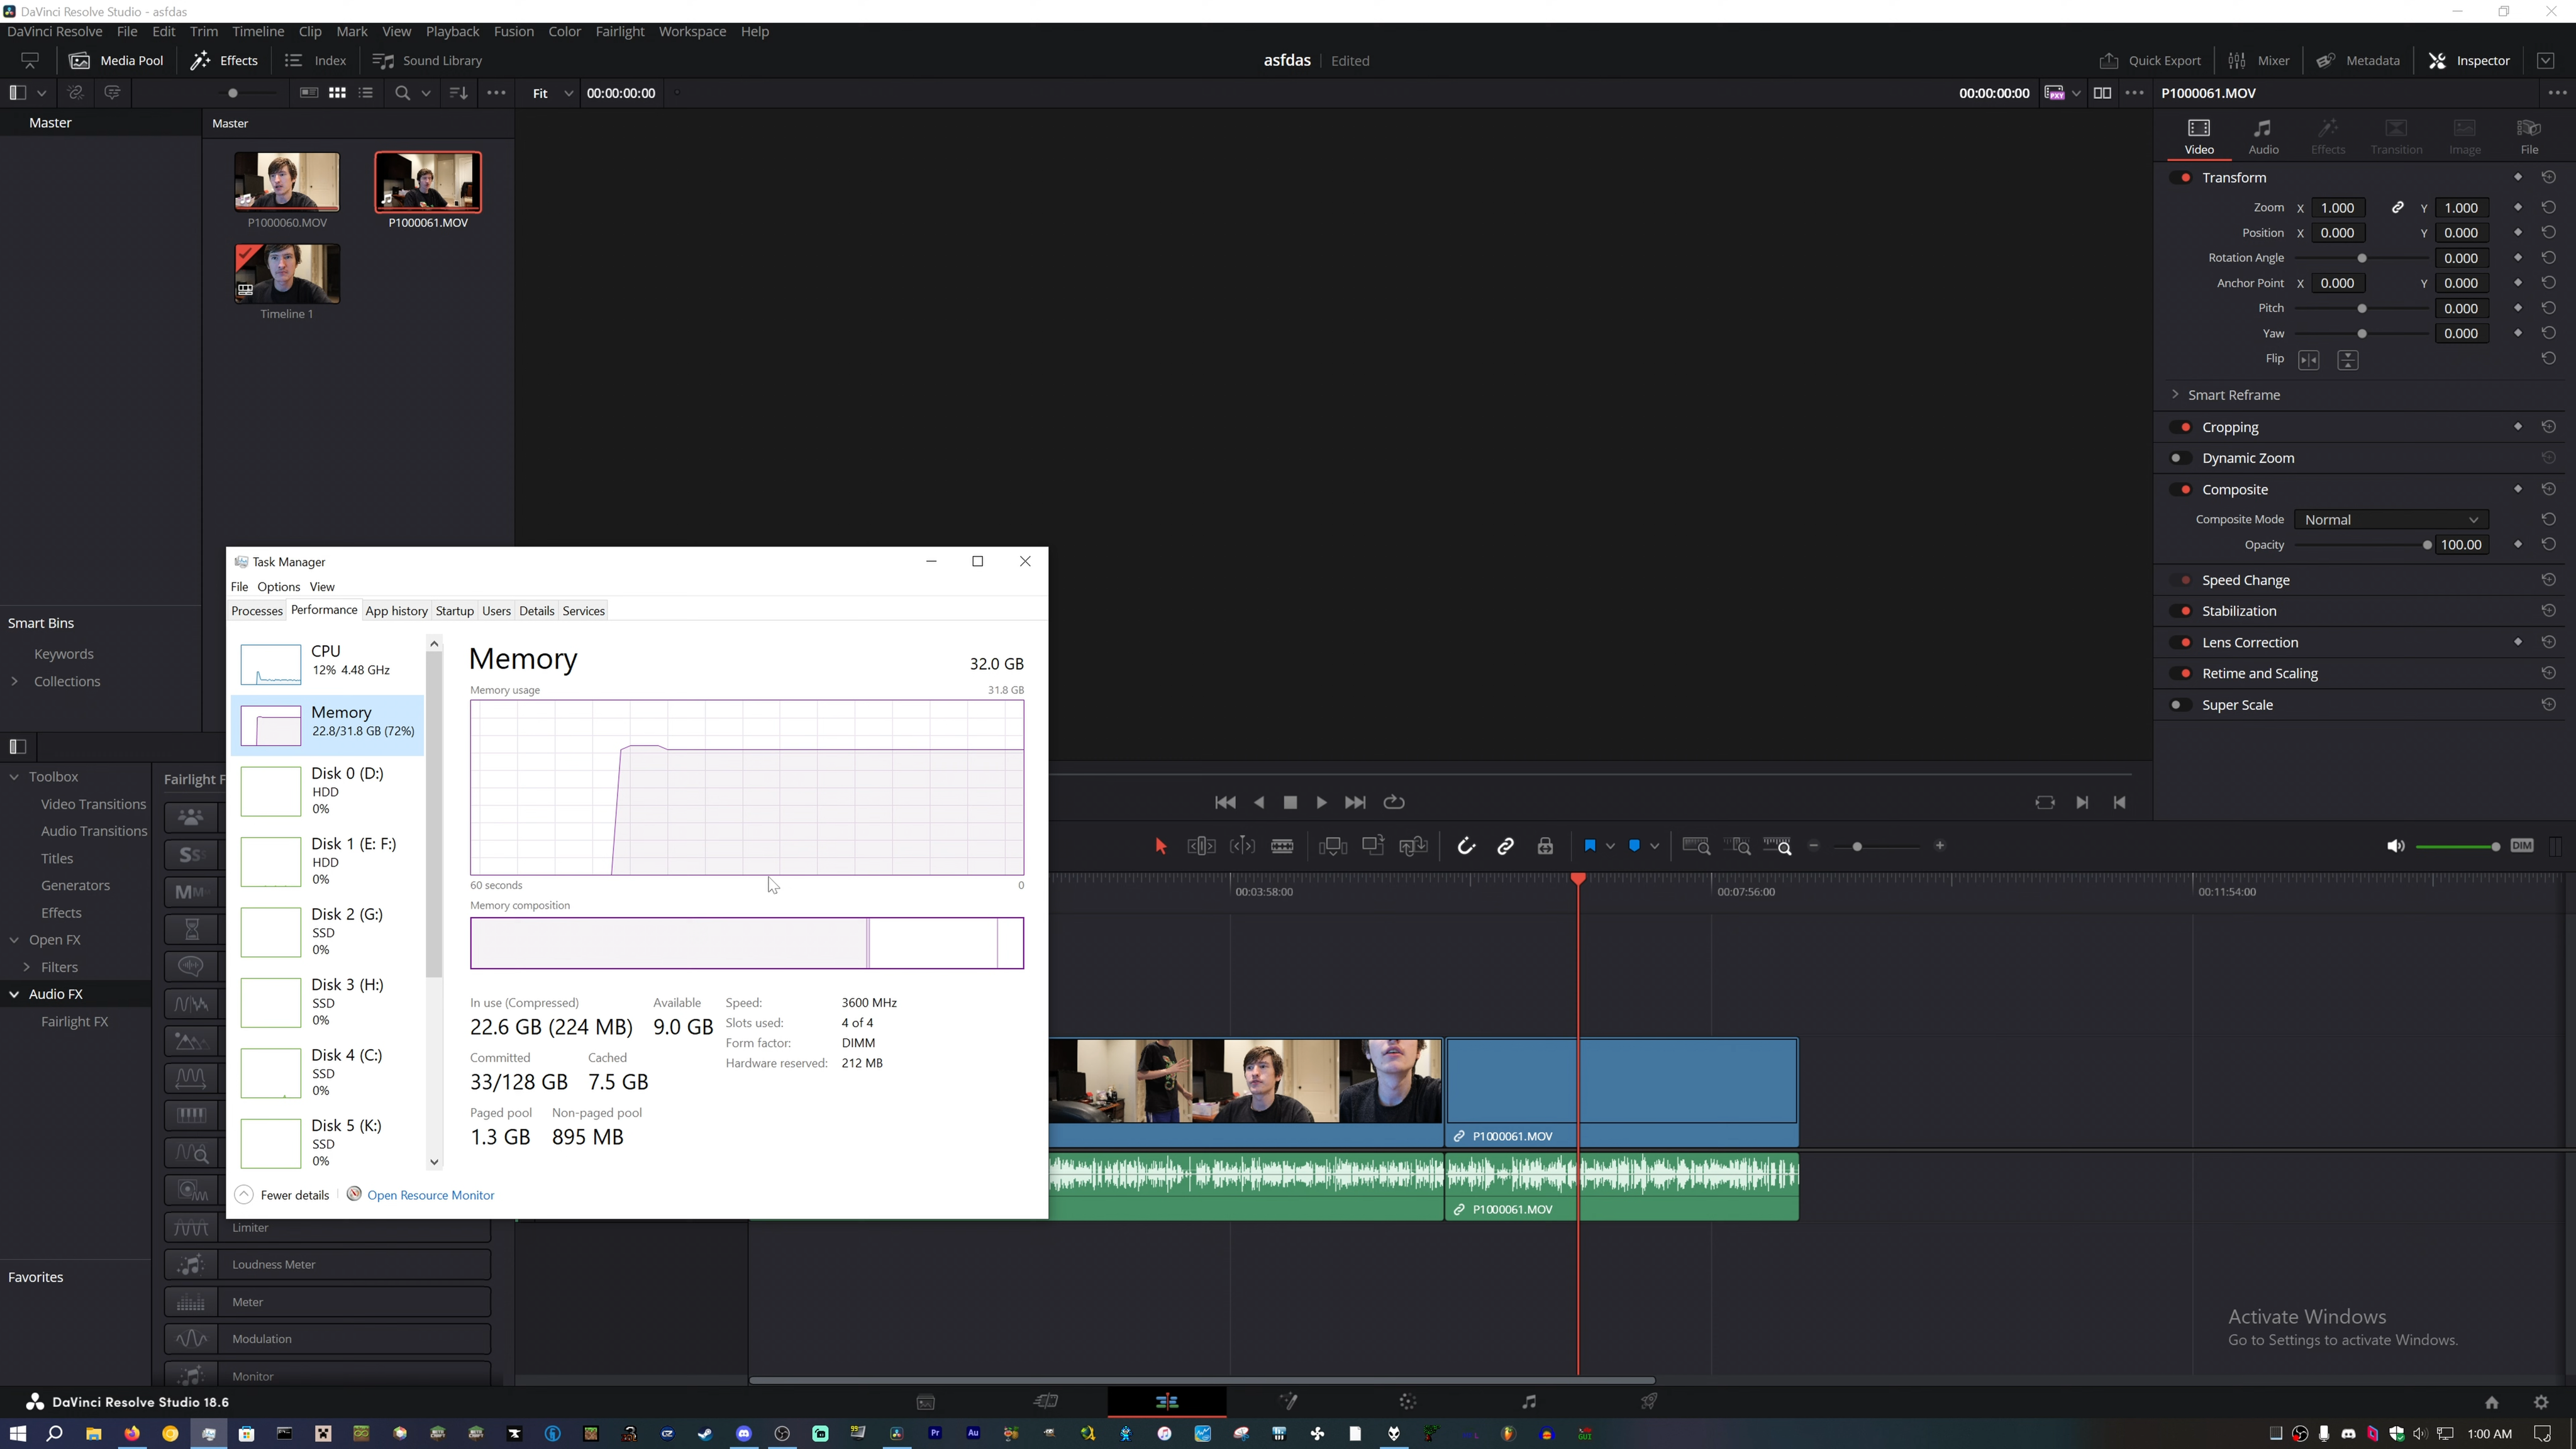 DaVinci Resolve Studio - asfdas
DaVinci Resolve File Edit Trim Timeline Clip Mark View Playback Fusion Color Fairlight Workspace Help
Media Pool Effects Index Sound Library asfdas Edited Quick Export Mixer Metadata Inspector
Fit 00:00:00:00 00:00:00:00 PXY P1000061.MOV
Master Master
Video Audio Effects Transition Image File
P1000060.MOV P1000061.MOV
Timeline 1
Transform
Zoom X 1.000 Y 1.000
Position X 0.000 Y 0.000
Rotation Angle 0.000
Anchor Point X 0.000 Y 0.000
Pitch 0.000
Yaw 0.000
Flip
Smart Reframe
Cropping
Dynamic Zoom
Composite
Composite Mode Normal
Opacity 100.00
Speed Change
Stabilization
Lens Correction
Retime and Scaling
Super Scale
Smart Bins
Keywords
Collections
Task Manager
File Options View
Processes Performance App history Startup Users Details Services
CPU
12% 4.48 GHz
Memory
22.8/31.8 GB (72%)
Disk 0 (D:)
HDD
0%
Disk 1 (E: F:)
HDD
0%
Disk 2 (G:)
SSD
0%
Disk 3 (H:)
SSD
0%
Disk 4 (C:)
SSD
0%
Disk 5 (K:)
SSD
0%
Memory 32.0 GB
Memory usage 31.8 GB
60 seconds 0
Memory composition
In use (Compressed) Available
22.6 GB (224 MB) 9.0 GB
Committed Cached
33/128 GB 7.5 GB
Paged pool Non-paged pool
1.3 GB 895 MB
Speed: 3600 MHz
Slots used: 4 of 4
Form factor: DIMM
Hardware reserved: 212 MB
Fewer details Open Resource Monitor
Toolbox
Video Transitions
Audio Transitions
Titles
Generators
Effects
Open FX
Filters
Audio FX
Fairlight FX
Favorites
Fairlight F
Limiter
Loudness Meter
Meter
Modulation
Monitor
DIM
00:03:58:00 00:07:56:00 00:11:54:00
P1000061.MOV
P1000061.MOV
Activate Windows
Go to Settings to activate Windows.
DaVinci Resolve Studio 18.6
Pr Au
1:00 AM